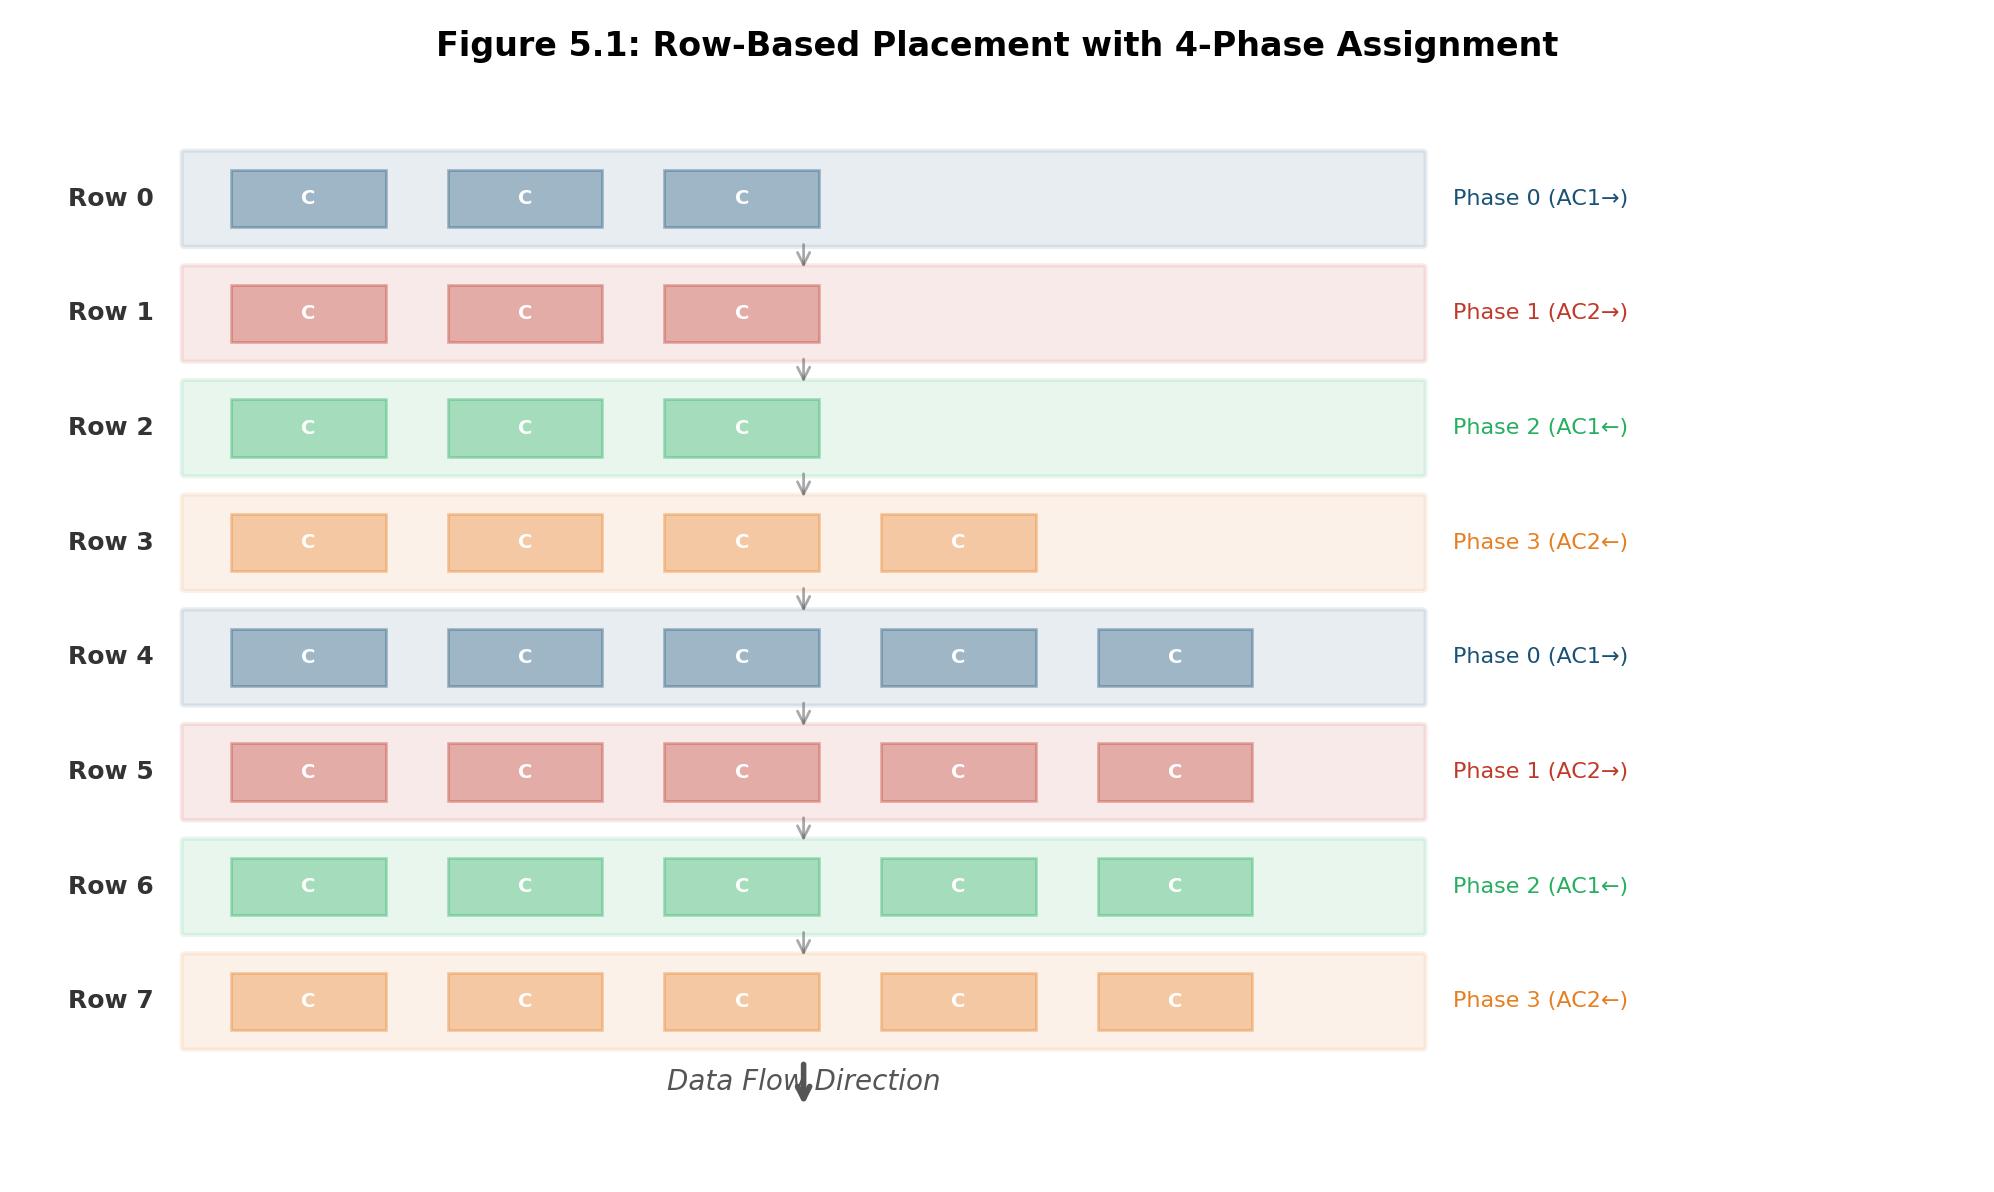 Figure 5.1: Row-Based Placement with 4-Phase Assignment
Row 0 C C C Phase 0 (AC1→)
Row 1 C C C Phase 1 (AC2→)
Row 2 C C C Phase 2 (AC1←)
Row 3 C C C C Phase 3 (AC2←)
Row 4 C C C C C Phase 0 (AC1→)
Row 5 C C C C C Phase 1 (AC2→)
Row 6 C C C C C Phase 2 (AC1←)
Row 7 C C C C C Phase 3 (AC2←)
Data Flow Direction